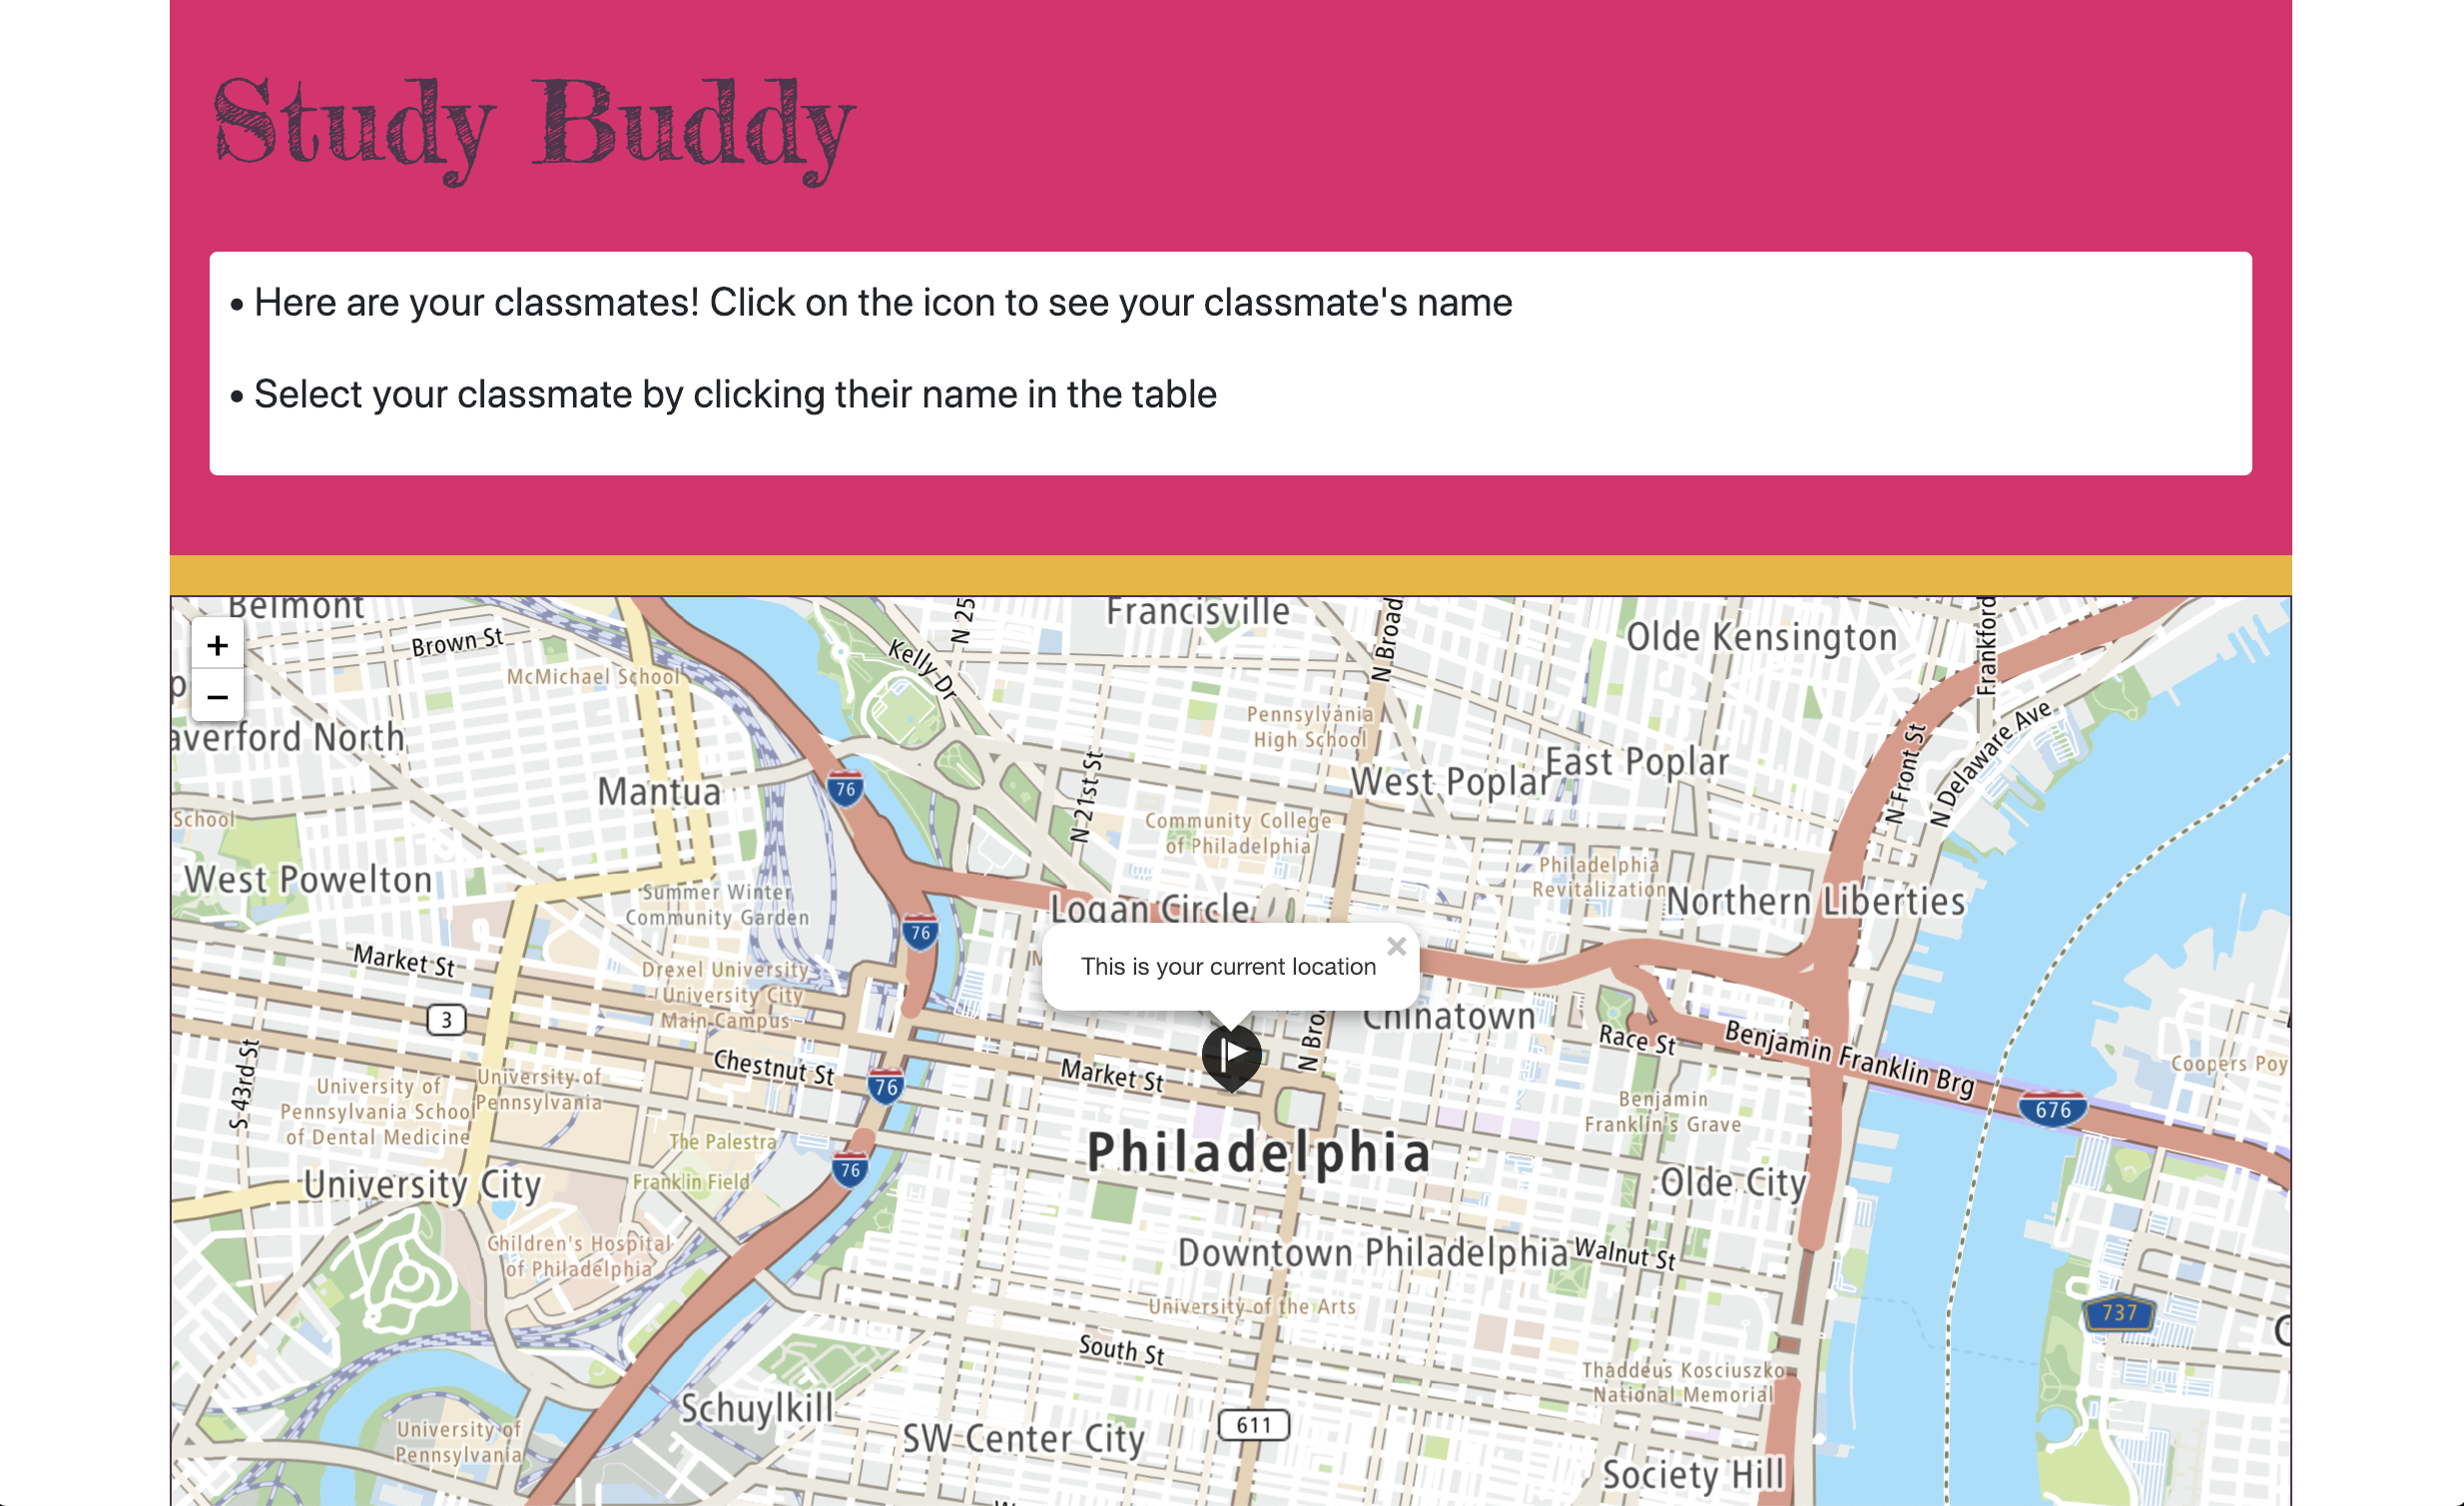 Study Buddy
• Here are your classmates! Click on the icon to see your classmate's name
• Select your classmate by clicking their name in the table
+
−
Belmont
Brown St
McMichael School
Kelly Dr
N 25
Francisville
N Broad
Olde Kensington
Frankford
averford North
Pennsylvania
High School
N Front St
N Delaware Ave
Mantua
76
N 21st St
West Poplar
East Poplar
School
Community College
of Philadelphia
West Powelton
Summer Winter
Community Garden
Philadelphia
Revitalization
Northern Liberties
Logan Circle
76
Market St
This is your current location
×
Drexel University
University City
Main Campus
3
Chinatown
N Bro
Race St
Benjamin Franklin Brg
676
Coopers Poy
S 43rd St
Chestnut St
76
Market St
University of
Pennsylvania School
of Dental Medicine
University of
Pennsylvania
Benjamin
Franklin's Grave
The Palestra
Franklin Field
76
Philadelphia
Olde City
University City
Children's Hospital
of Philadelphia
Downtown Philadelphia
Walnut St
University of the Arts
737
South St
Thaddeus Kosciuszko
National Memorial
Schuylkill
SW Center City
611
University of
Pennsylvania
Society Hill